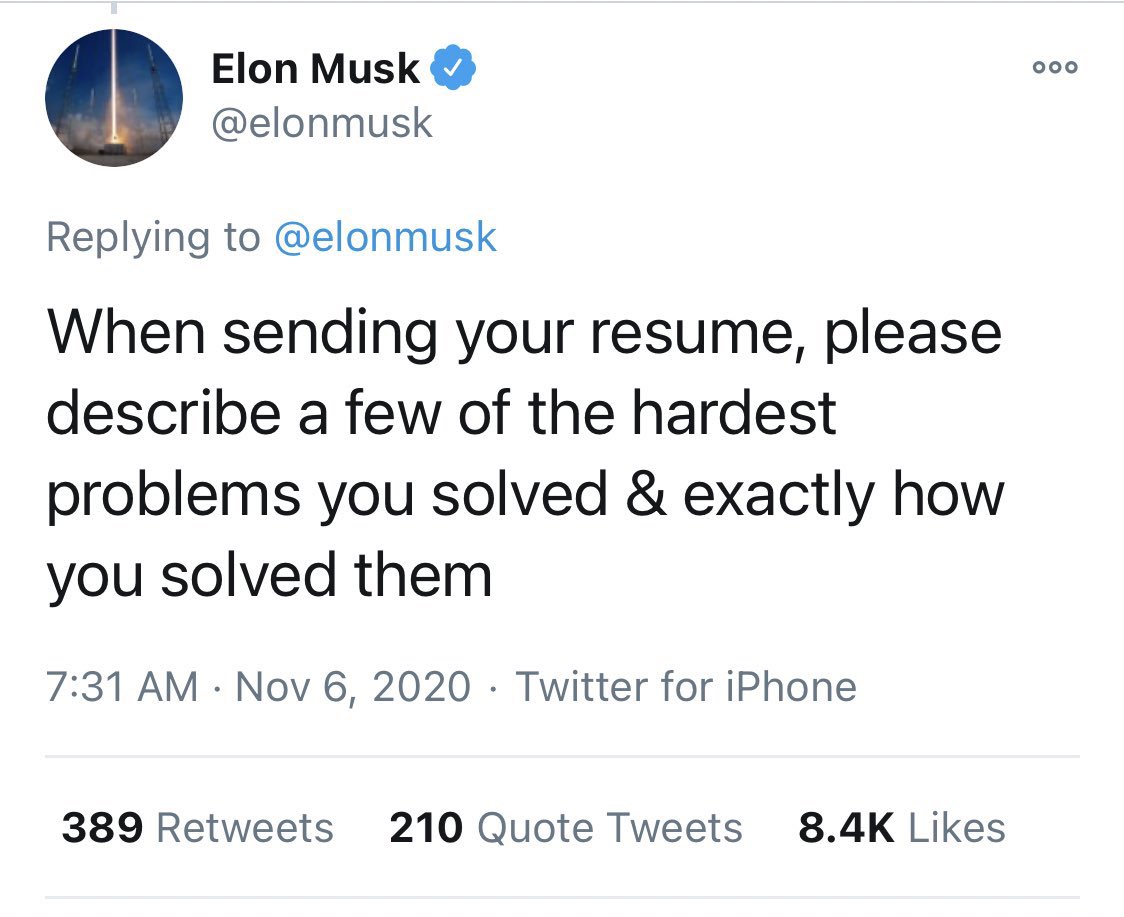 Elon Musk
@elonmusk
Replying to @elonmusk
When sending your resume, please
describe a few of the hardest
problems you solved & exactly how
you solved them
7:31 AM · Nov 6, 2020 · Twitter for iPhone
389 Retweets 210 Quote Tweets 8.4K Likes